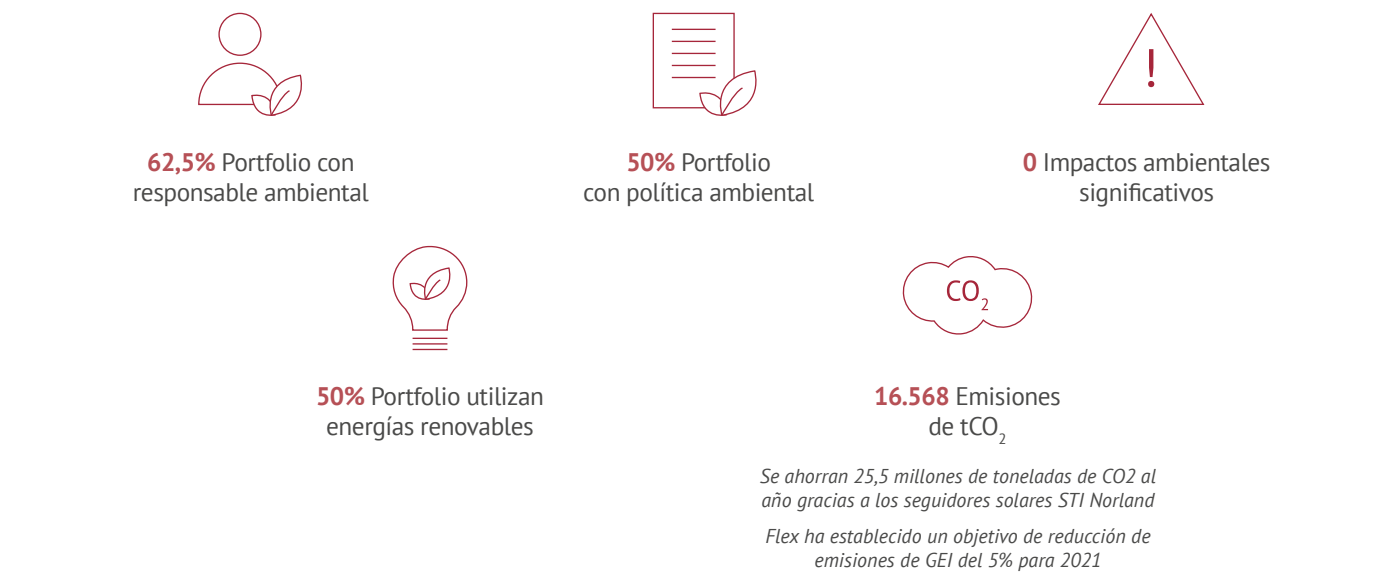 !
62,5% Portfolio con
responsable ambiental
50% Portfolio
con política ambiental
0 Impactos ambientales
significativos
CO₂
50% Portfolio utilizan
energías renovables
16.568 Emisiones
de tCO₂
Se ahorran 25,5 millones de toneladas de CO2 al
año gracias a los seguidores solares STI Norland
Flex ha establecido un objetivo de reducción de
emisiones de GEI del 5% para 2021